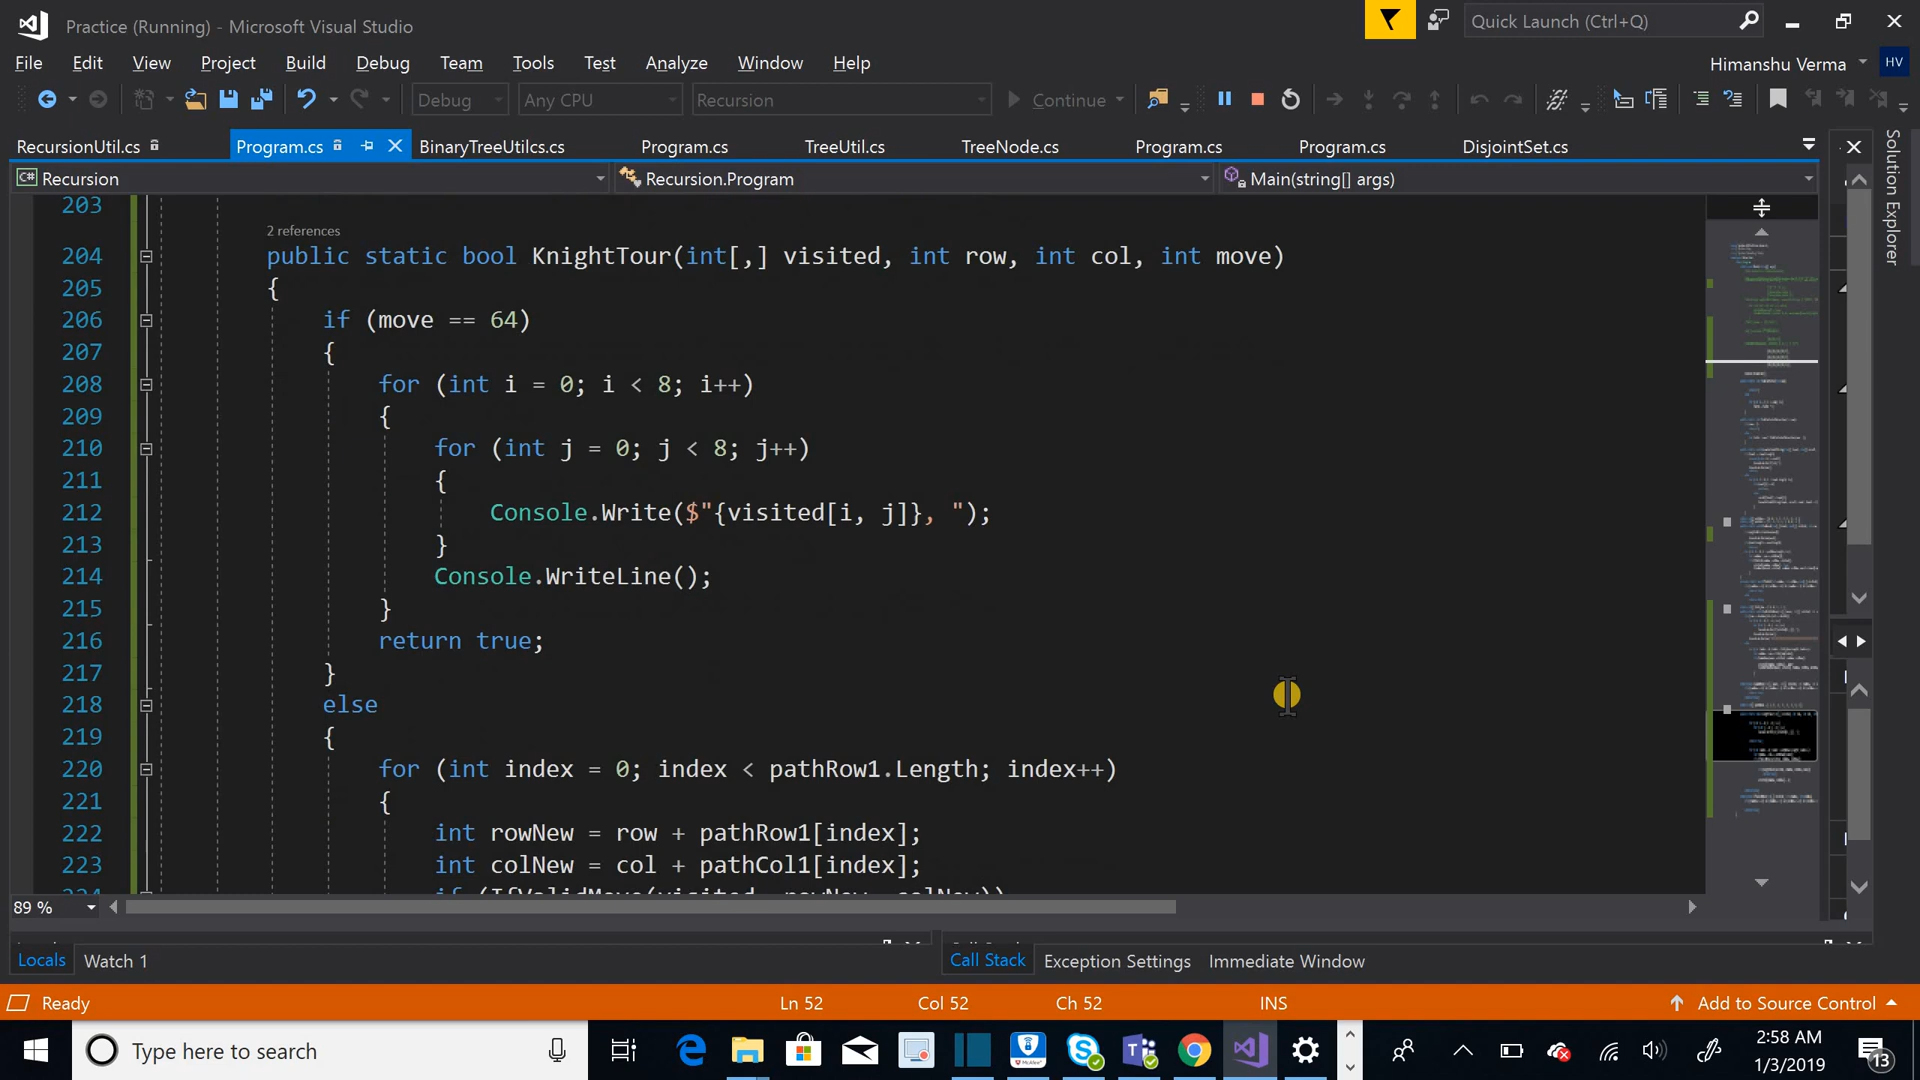 Practice (Running) - Microsoft Visual Studio
Quick Launch (Ctrl+Q)
File Edit View Project Build Debug Team Tools Test Analyze Window Help
Himanshu Verma
HV
Debug Any CPU Recursion Continue
RecursionUtil.cs Program.cs BinaryTreeUtilcs.cs Program.cs TreeUtil.cs TreeNode.cs Program.cs Program.cs DisjointSet.cs
C# Recursion Recursion.Program Main(string[] args)
Solution Explorer
203
2 references
204 public static bool KnightTour(int[,] visited, int row, int col, int move)
205 {
206 if (move == 64)
207 {
208 for (int i = 0; i < 8; i++)
209 {
210 for (int j = 0; j < 8; j++)
211 {
212 Console.Write($"{visited[i, j]}, ");
213 }
214 Console.WriteLine();
215 }
216 return true;
217 }
218 else
219 {
220 for (int index = 0; index < pathRow1.Length; index++)
221 {
222 int rowNew = row + pathRow1[index];
223 int colNew = col + pathCol1[index];
224 if (IfValidMove(visited, rowNew, colNew))
89 %
Locals Watch 1
Call Stack Exception Settings Immediate Window
Ready Ln 52 Col 52 Ch 52 INS Add to Source Control
Type here to search
2:58 AM
1/3/2019
13